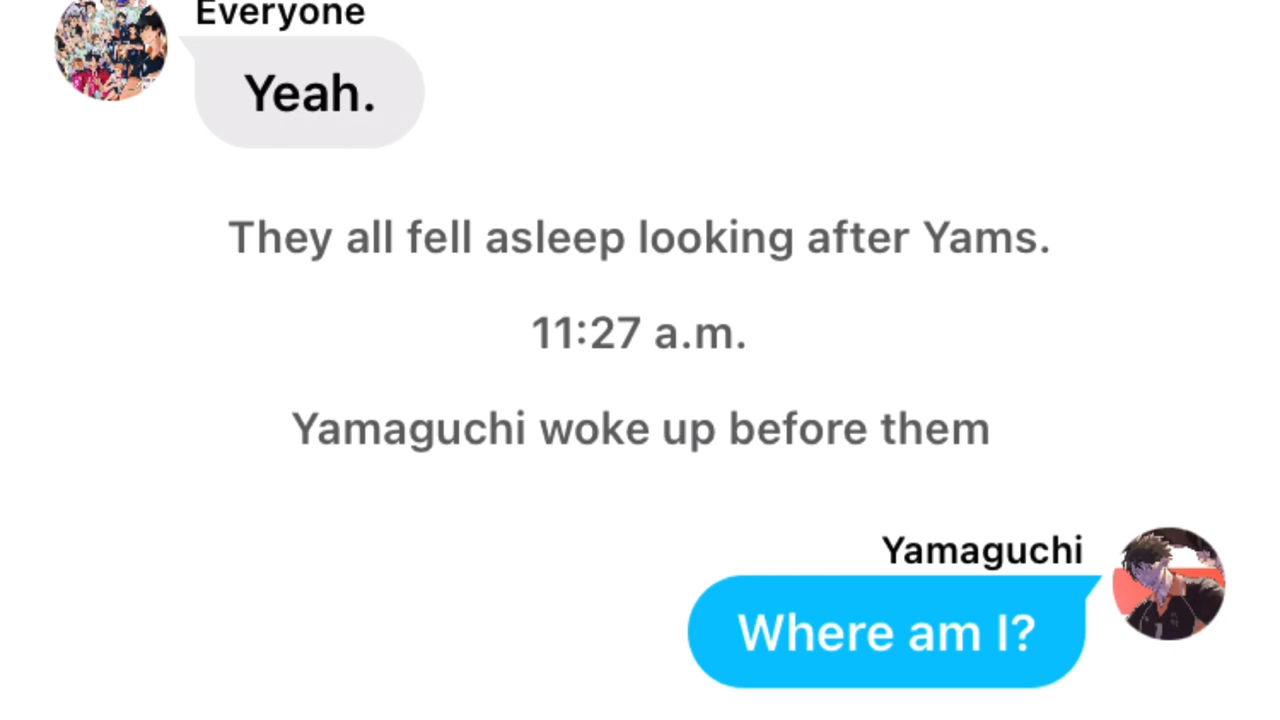 Everyone
Yeah.
They all fell asleep looking after Yams.
11:27 a.m.
Yamaguchi woke up before them
Yamaguchi
Where am I?